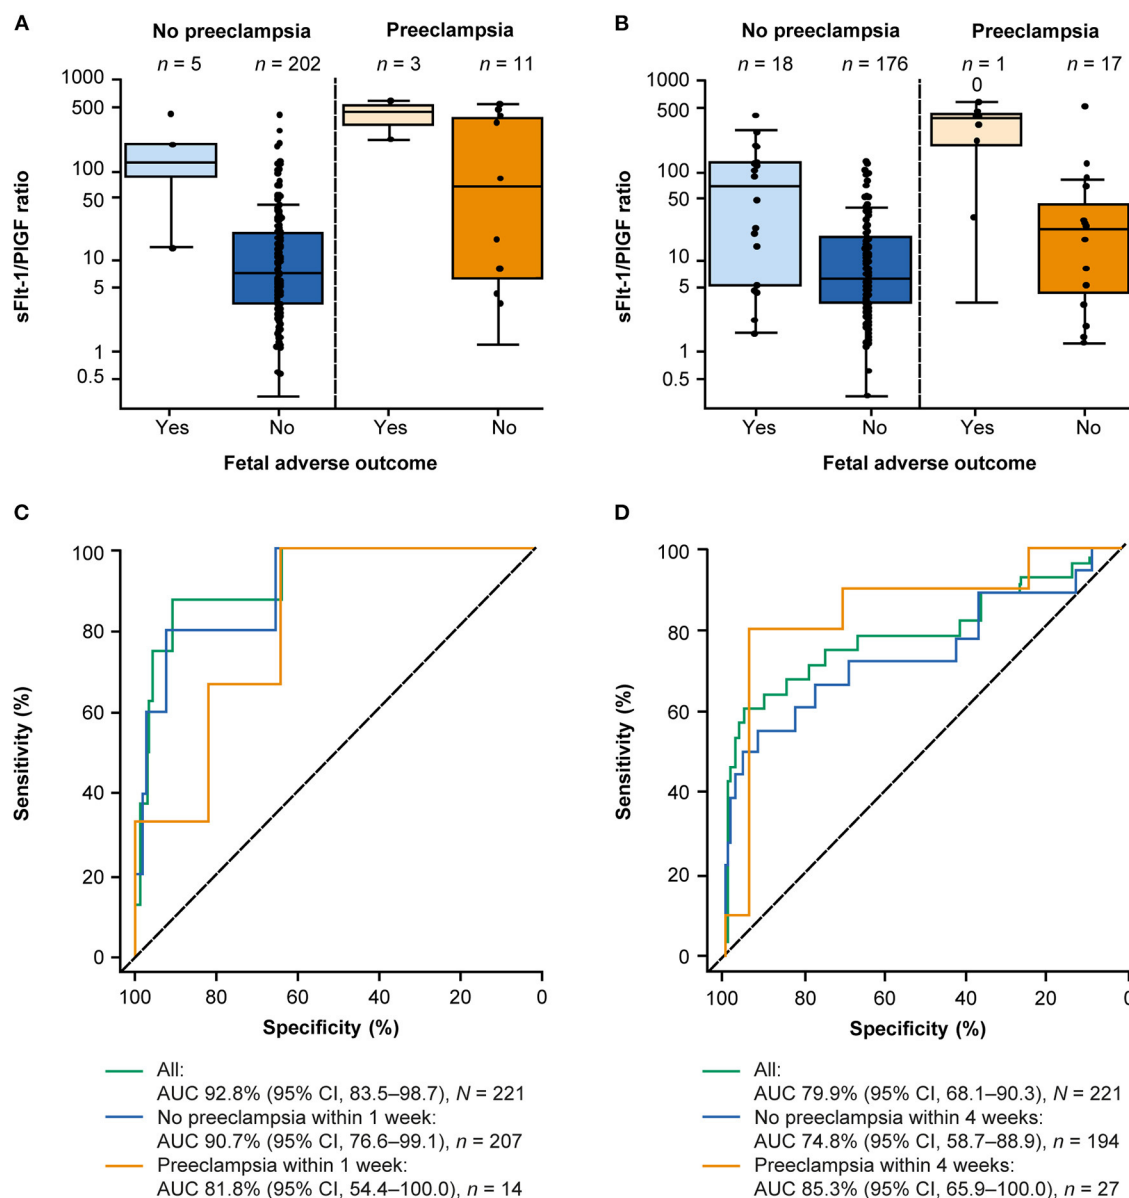 A
No preeclampsia
Preeclampsia
n = 5
n = 202
n = 3
n = 11
1000
500
100
50
10
5
1
0.5
sFlt-1/PlGF ratio
Yes
No
Yes
No
Fetal adverse outcome
B
No preeclampsia
Preeclampsia
n = 18
n = 176
n = 1
0
n = 17
1000
500
100
50
10
5
1
0.5
sFlt-1/PlGF ratio
Yes
No
Yes
No
Fetal adverse outcome
C
100
80
60
40
20
0
Sensitivity (%)
100
80
60
40
20
0
Specificity (%)
All:
AUC 92.8% (95% CI, 83.5–98.7), N = 221
No preeclampsia within 1 week:
AUC 90.7% (95% CI, 76.6–99.1), n = 207
Preeclampsia within 1 week:
AUC 81.8% (95% CI, 54.4–100.0), n = 14
D
100
80
60
40
20
0
Sensitivity (%)
100
80
60
40
20
0
Specificity (%)
All:
AUC 79.9% (95% CI, 68.1–90.3), N = 221
No preeclampsia within 4 weeks:
AUC 74.8% (95% CI, 58.7–88.9), n = 194
Preeclampsia within 4 weeks:
AUC 85.3% (95% CI, 65.9–100.0), n = 27